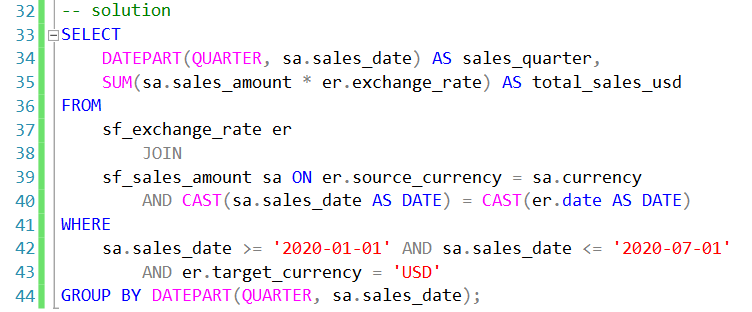 32 -- solution
33 SELECT
34 DATEPART(QUARTER, sa.sales_date) AS sales_quarter,
35 SUM(sa.sales_amount * er.exchange_rate) AS total_sales_usd
36 FROM
37 sf_exchange_rate er
38 JOIN
39 sf_sales_amount sa ON er.source_currency = sa.currency
40 AND CAST(sa.sales_date AS DATE) = CAST(er.date AS DATE)
41 WHERE
42 sa.sales_date >= '2020-01-01' AND sa.sales_date <= '2020-07-01'
43 AND er.target_currency = 'USD'
44 GROUP BY DATEPART(QUARTER, sa.sales_date);